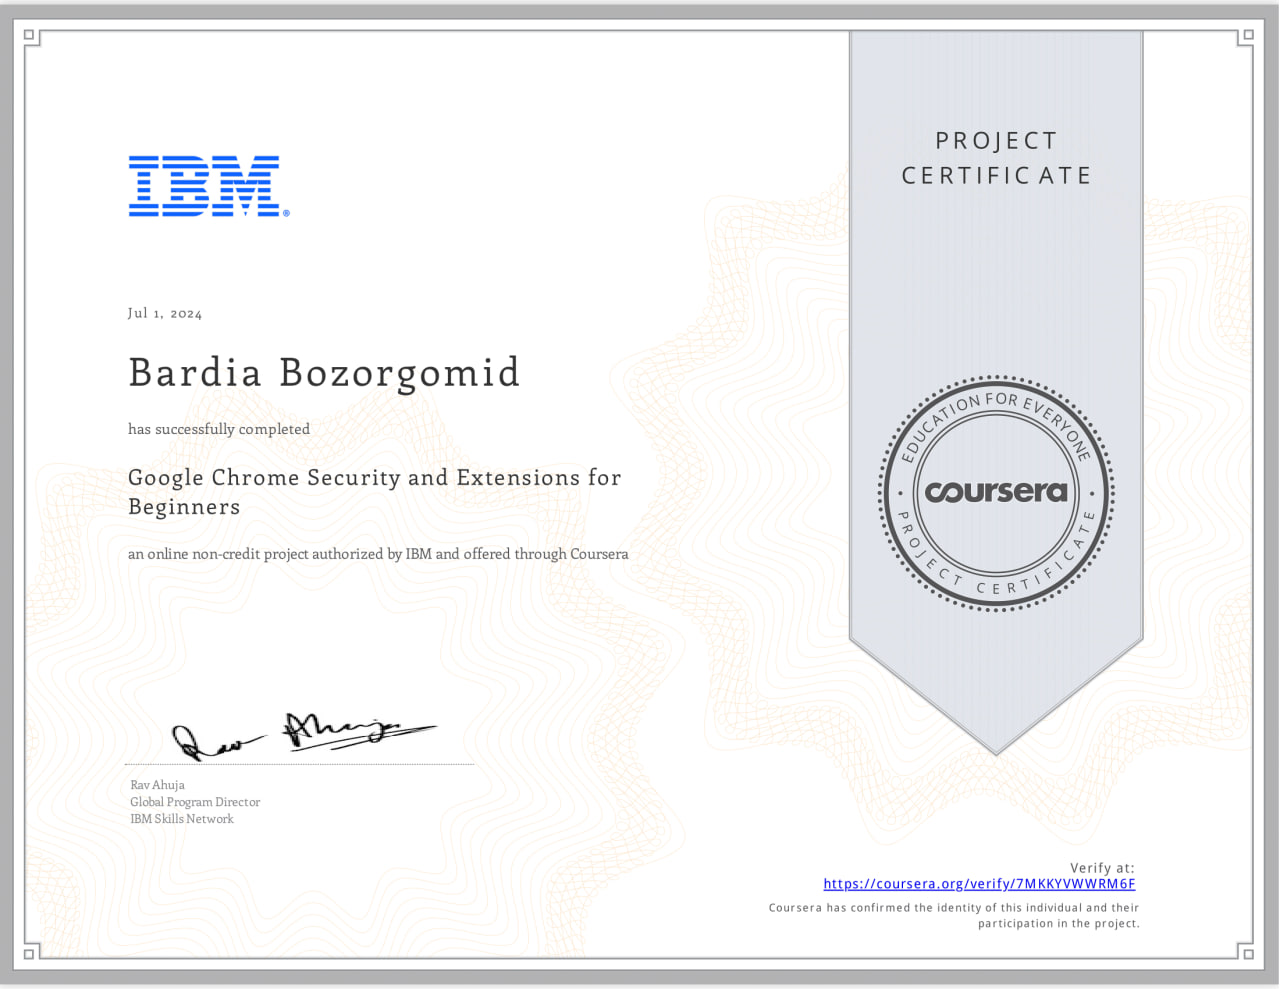 IBM®
PROJECT
CERTIFICATE
Jul 1, 2024
Bardia Bozorgomid
has successfully completed
Google Chrome Security and Extensions for
Beginners
an online non-credit project authorized by IBM and offered through Coursera
EDUCATION FOR EVERYONE
coursera
PROJECT CERTIFICATE
Rav Ahuja
Rav Ahuja
Global Program Director
IBM Skills Network
Verify at:
https://coursera.org/verify/7MKKYVWWRM6F
Coursera has confirmed the identity of this individual and their
participation in the project.